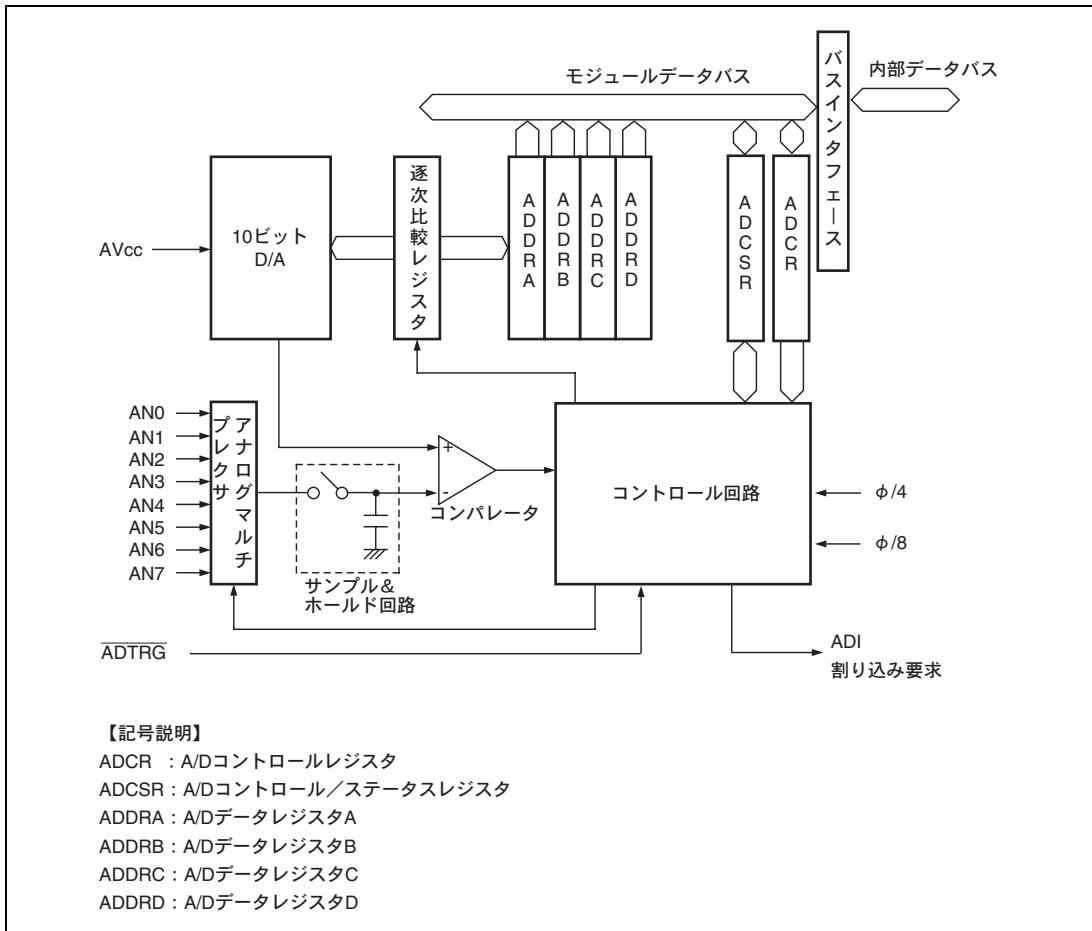 モジュールデータバス
バスインタフェース
内部データバス
AVcc
10ビット
D/A
逐次比較レジスタ
ADDRA
ADDRB
ADDRC
ADDRD
ADCSR
ADCR
AN0
AN1
AN2
AN3
AN4
AN5
AN6
AN7
アナログマルチ
プレクサ
+
-
コンパレータ
サンプル&
ホールド回路
コントロール回路
φ/4
φ/8
ADTRG
ADI
割り込み要求
【記号説明】
ADCR :A/Dコントロールレジスタ
ADCSR:A/Dコントロール/ステータスレジスタ
ADDRA:A/DデータレジスタA
ADDRB:A/DデータレジスタB
ADDRC:A/DデータレジスタC
ADDRD:A/DデータレジスタD